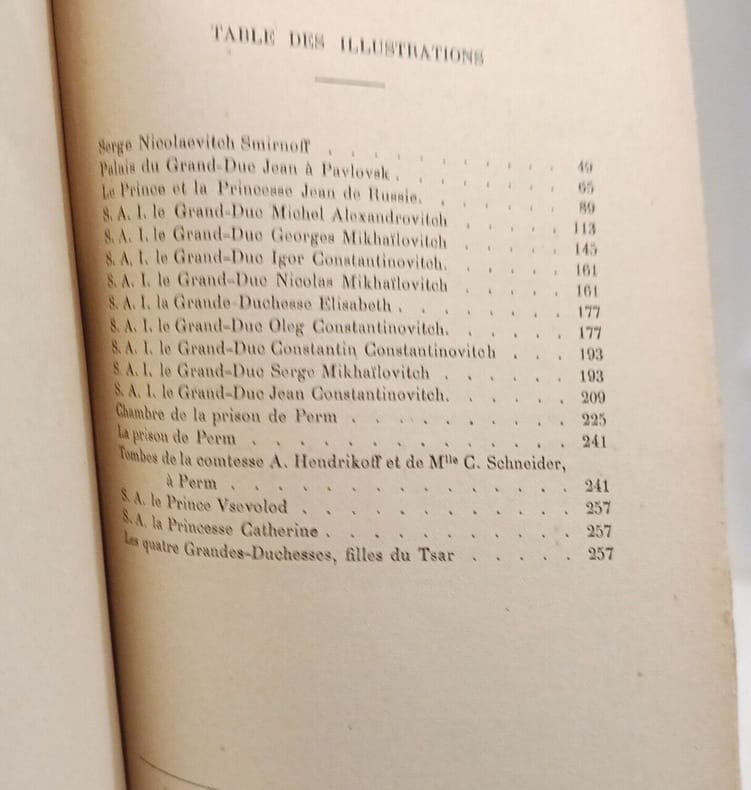 TABLE DES ILLUSTRATIONS
Serge Nicolaevitch Smirnoff . . . . . . . . 49
Palais du Grand-Duc Jean à Pavlovsk . . . . . . . 65
Le Prince et la Princesse Jean de Russie. . . . . . . 89
S. A. I. le Grand-Duc Michel Alexandrovitch . . . . . 113
S. A. I. le Grand-Duc Georges Mikhaïlovitch . . . . . 145
S. A. I. le Grand-Duc Igor Constantinovitch. . . . . . 161
S. A. I. le Grand-Duc Nicolas Mikhaïlovitch . . . . . 161
S. A. I. la Grande-Duchesse Elisabeth . . . . . . . . 177
S. A. I. le Grand-Duc Oleg Constantinovitch. . . . . . 177
S. A. I. le Grand-Duc Constantin Constantinovitch . . . 193
S. A. I. le Grand-Duc Serge Mikhaïlovitch . . . . . . 193
S. A. I. le Grand-Duc Jean Constantinovitch. . . . . . 209
Chambre de la prison de Perm . . . . . . . . . . 225
La prison de Perm . . . . . . . . . . . . . . 241
Tombes de la comtesse A. Hendrikoff et de Mlle C. Schneider,
à Perm . . . . . . . . . . . . . . . 241
S. A. le Prince Vsevolod . . . . . . . . . . . . 257
S. A. la Princesse Catherine . . . . . . . . . . . 257
Les quatre Grandes-Duchesses, filles du Tsar . . . . . 257